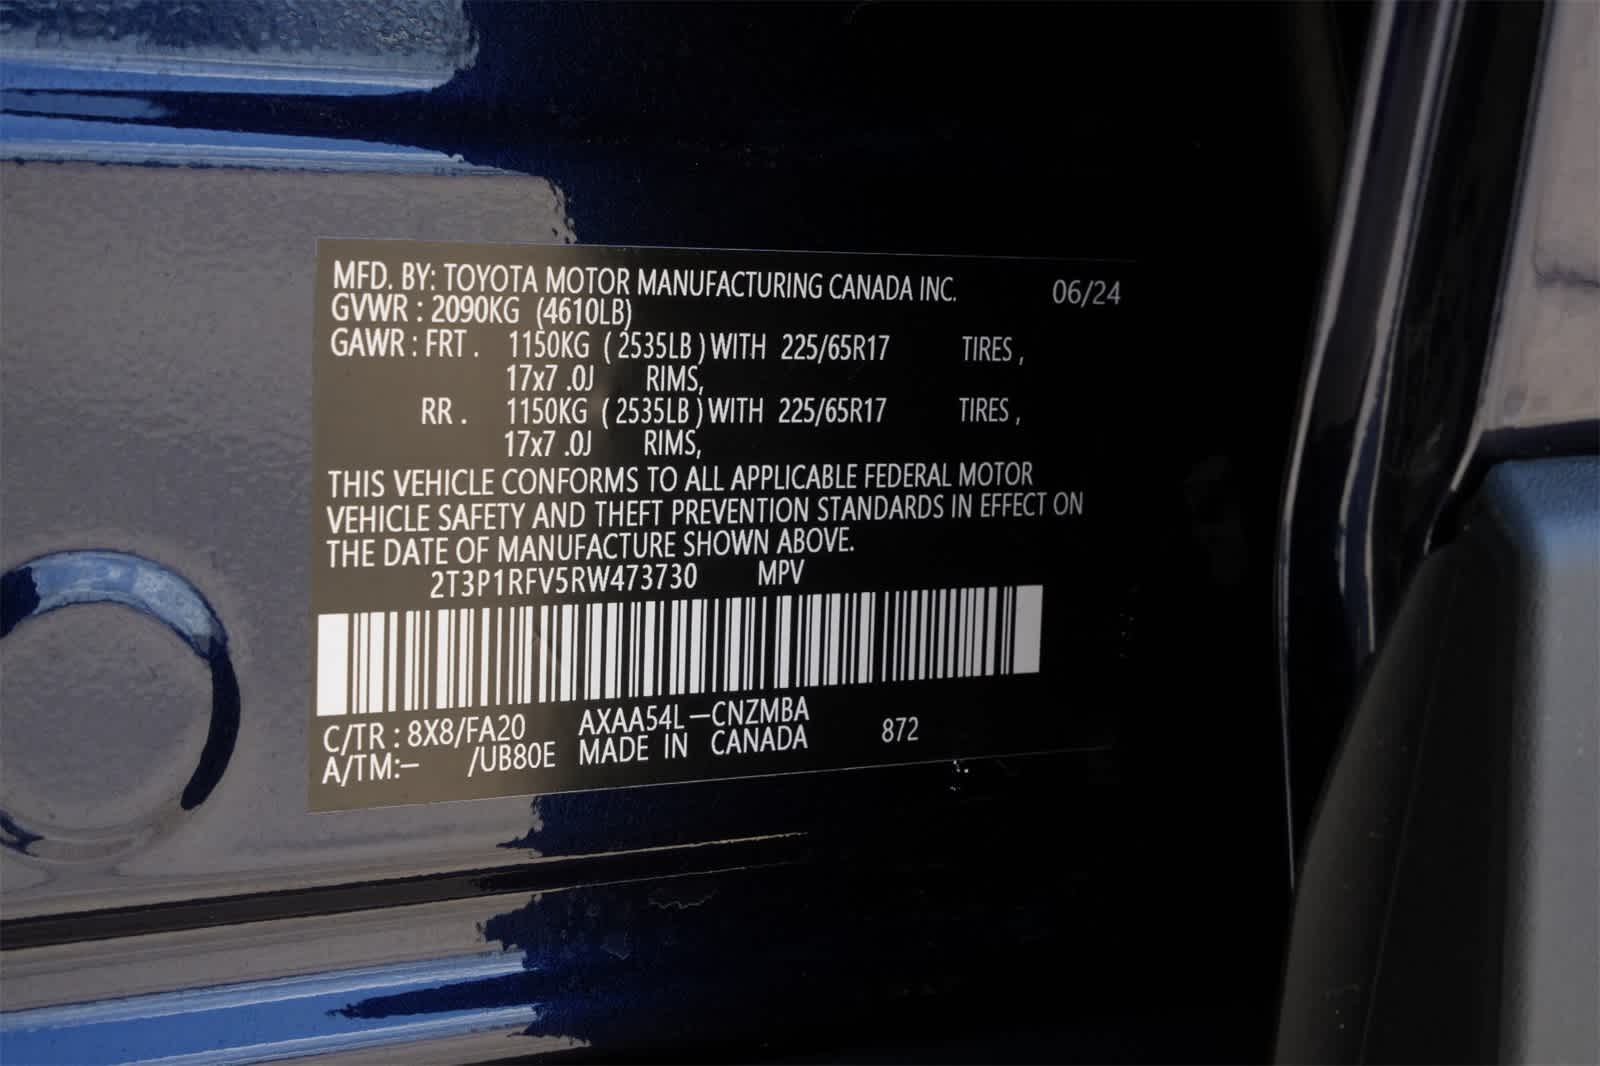 MFD. BY: TOYOTA MOTOR MANUFACTURING CANADA INC. 06/24
GVWR : 2090KG (4610LB)
GAWR : FRT . 1150KG ( 2535LB ) WITH 225/65R17 TIRES ,
17x7 .0J RIMS,
RR . 1150KG ( 2535LB ) WITH 225/65R17 TIRES ,
17x7 .0J RIMS,
THIS VEHICLE CONFORMS TO ALL APPLICABLE FEDERAL MOTOR
VEHICLE SAFETY AND THEFT PREVENTION STANDARDS IN EFFECT ON
THE DATE OF MANUFACTURE SHOWN ABOVE.
2T3P1RFV5RW473730 MPV
C/TR : 8X8/FA20 AXAA54L-CNZMBA 872
A/TM:- /UB80E MADE IN CANADA